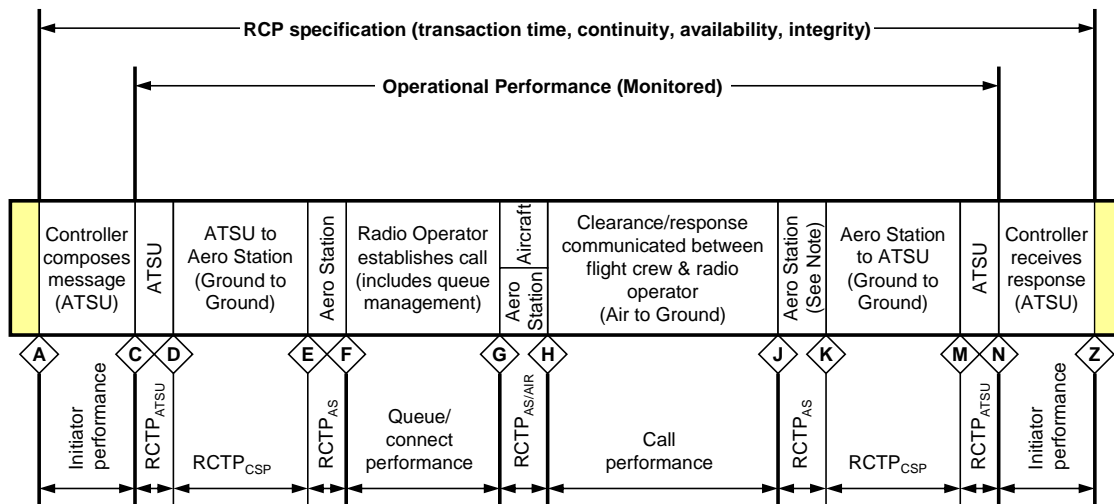 RCP specification (transaction time, continuity, availability, integrity)
Operational Performance (Monitored)
Controller
composes
message
(ATSU)
ATSU
ATSU to
Aero Station
(Ground to
Ground)
Aero Station
Radio Operator
establishes call
(includes queue
management)
Aircraft
Aero
Station
Clearance/response
communicated between
flight crew & radio
operator
(Air to Ground)
Aero Station
(See Note)
Aero Station
to ATSU
(Ground to
Ground)
ATSU
Controller
receives
response
(ATSU)
A
C
D
E
F
G
H
J
K
M
N
Z
Initiator
performance
RCTPATSU
RCTPCSP
RCTPAS
Queue/
connect
performance
RCTPAS/AIR
Call
performance
RCTPAS
RCTPCSP
RCTPATSU
Initiator
performance